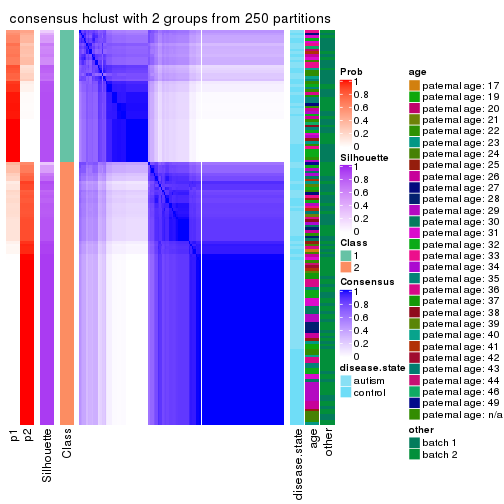 consensus hclust with 2 groups from 250 partitions
p1
p2
Silhouette
Class
disease.state
age
other
Prob
1
0.8
0.6
0.4
0.2
0
Silhouette
1
0.8
0.6
0.4
0.2
0
Class
1
2
Consensus
1
0.8
0.6
0.4
0.2
0
disease.state
autism
control
age
paternal age: 17
paternal age: 19
paternal age: 20
paternal age: 21
paternal age: 22
paternal age: 23
paternal age: 24
paternal age: 25
paternal age: 26
paternal age: 27
paternal age: 28
paternal age: 29
paternal age: 30
paternal age: 31
paternal age: 32
paternal age: 33
paternal age: 34
paternal age: 35
paternal age: 36
paternal age: 37
paternal age: 38
paternal age: 39
paternal age: 40
paternal age: 41
paternal age: 42
paternal age: 43
paternal age: 44
paternal age: 46
paternal age: 49
paternal age: n/a
other
batch 1
batch 2